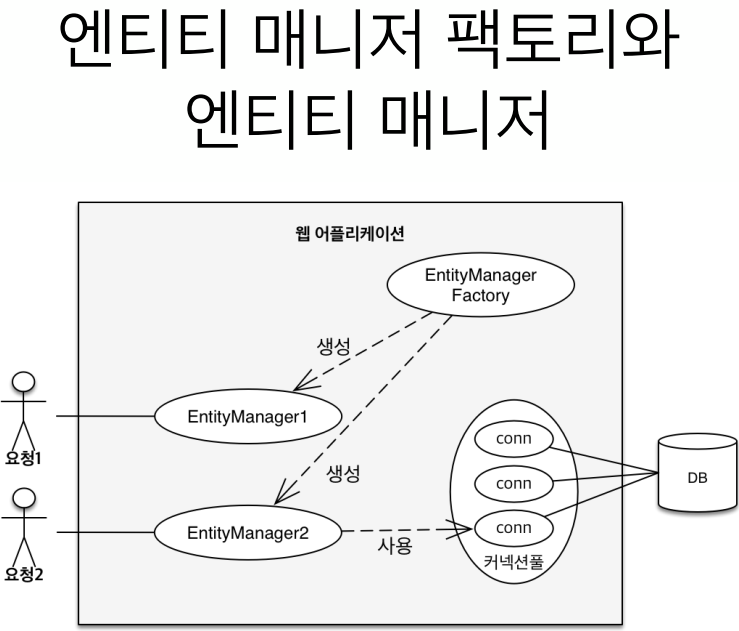 엔티티 매니저 팩토리와
엔티티 매니저
웹 어플리케이션
EntityManager
Factory
생성
EntityManager1
요청1
conn
conn
DB
생성
conn
EntityManager2
사용
커넥션풀
요청2